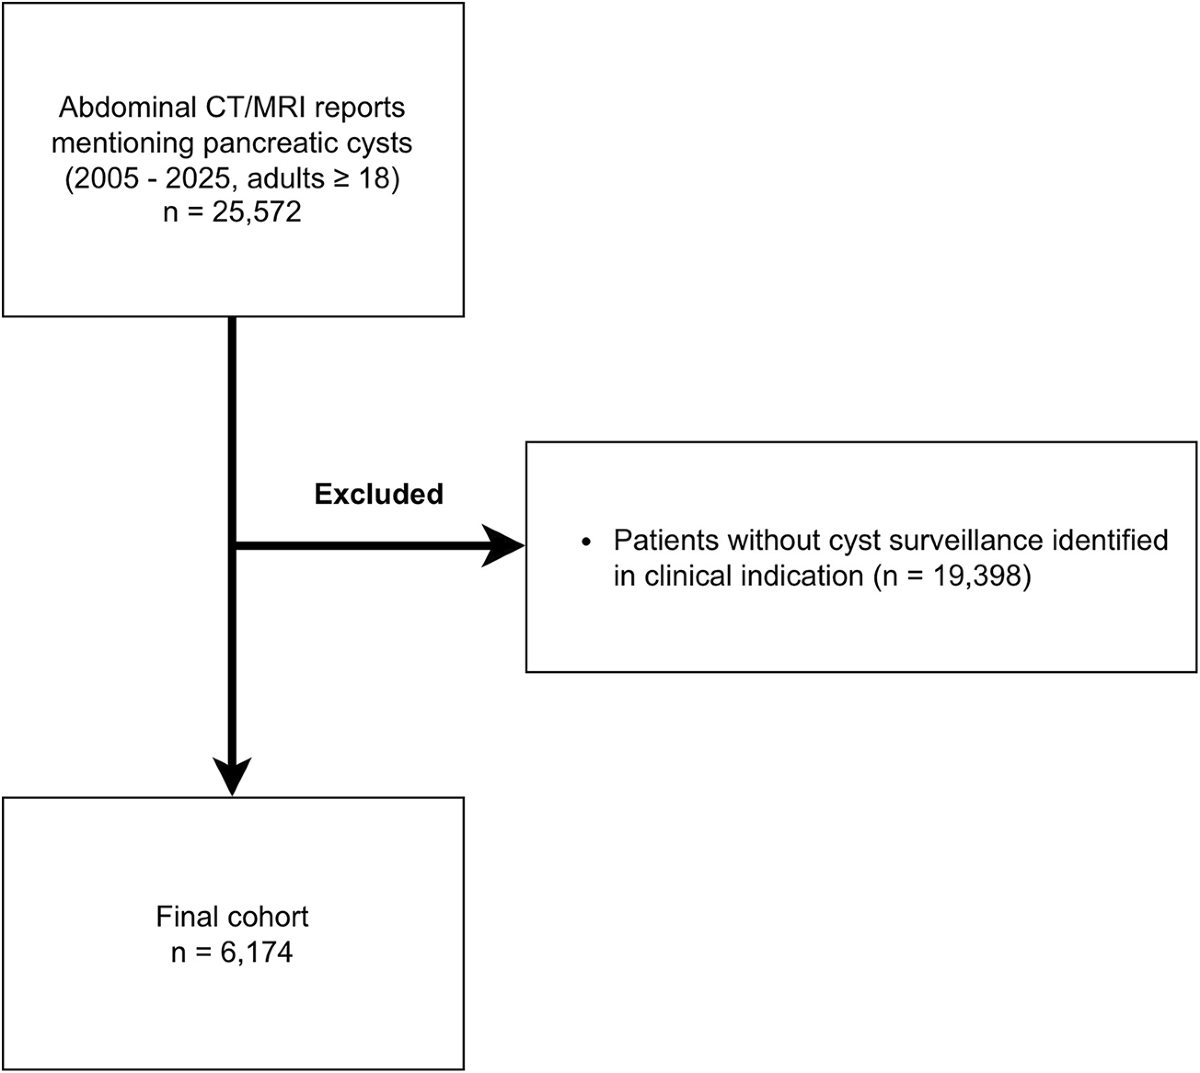 Abdominal CT/MRI reports
mentioning pancreatic cysts
(2005 - 2025, adults ≥ 18)
n = 25,572
Excluded
• Patients without cyst surveillance identified
in clinical indication (n = 19,398)
Final cohort
n = 6,174